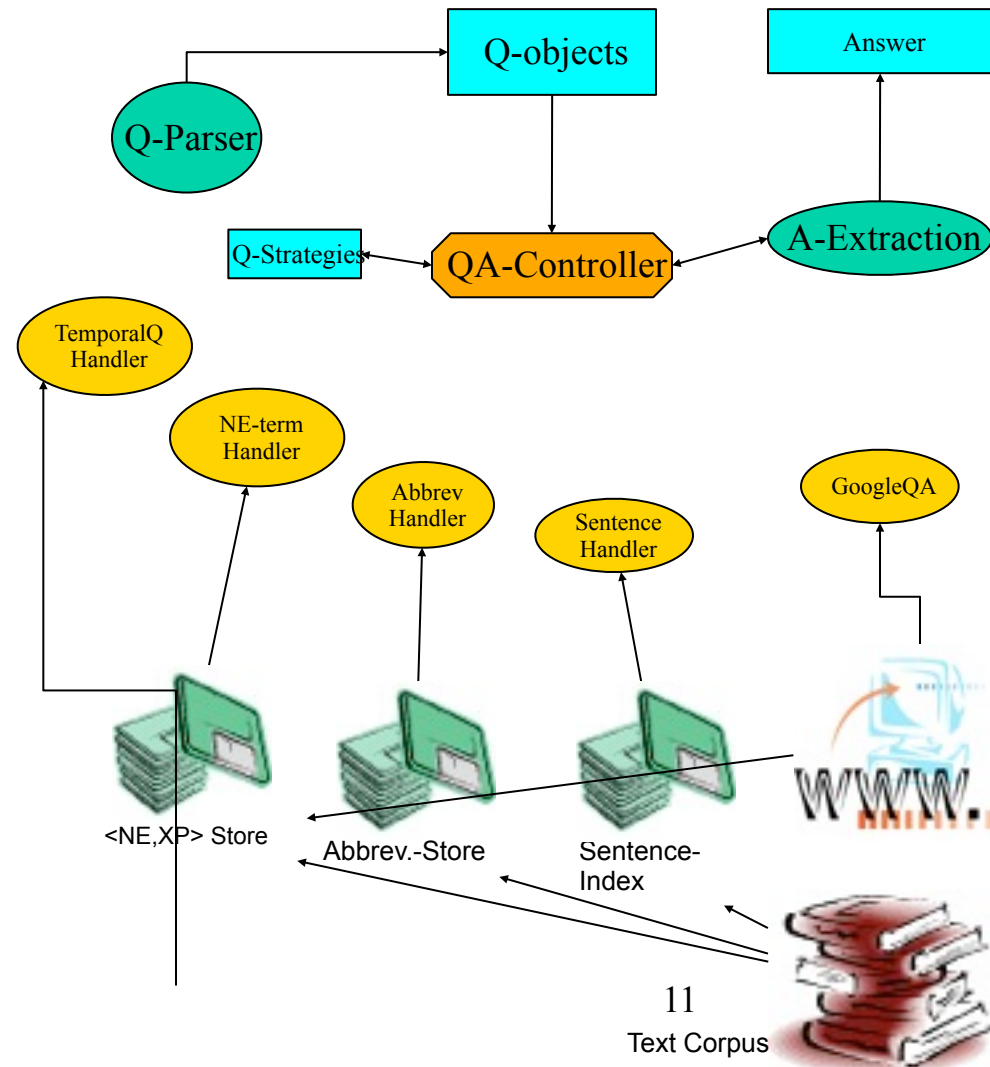 Q-objects
Answer
Q-Parser
Q-Strategies
QA-Controller
A-Extraction
TemporalQ
Handler
NE-term
Handler
Abbrev
Handler
Sentence
Handler
GoogleQA
www.
<NE,XP> Store
Abbrev.-Store
Sentence-
Index
11
Text Corpus